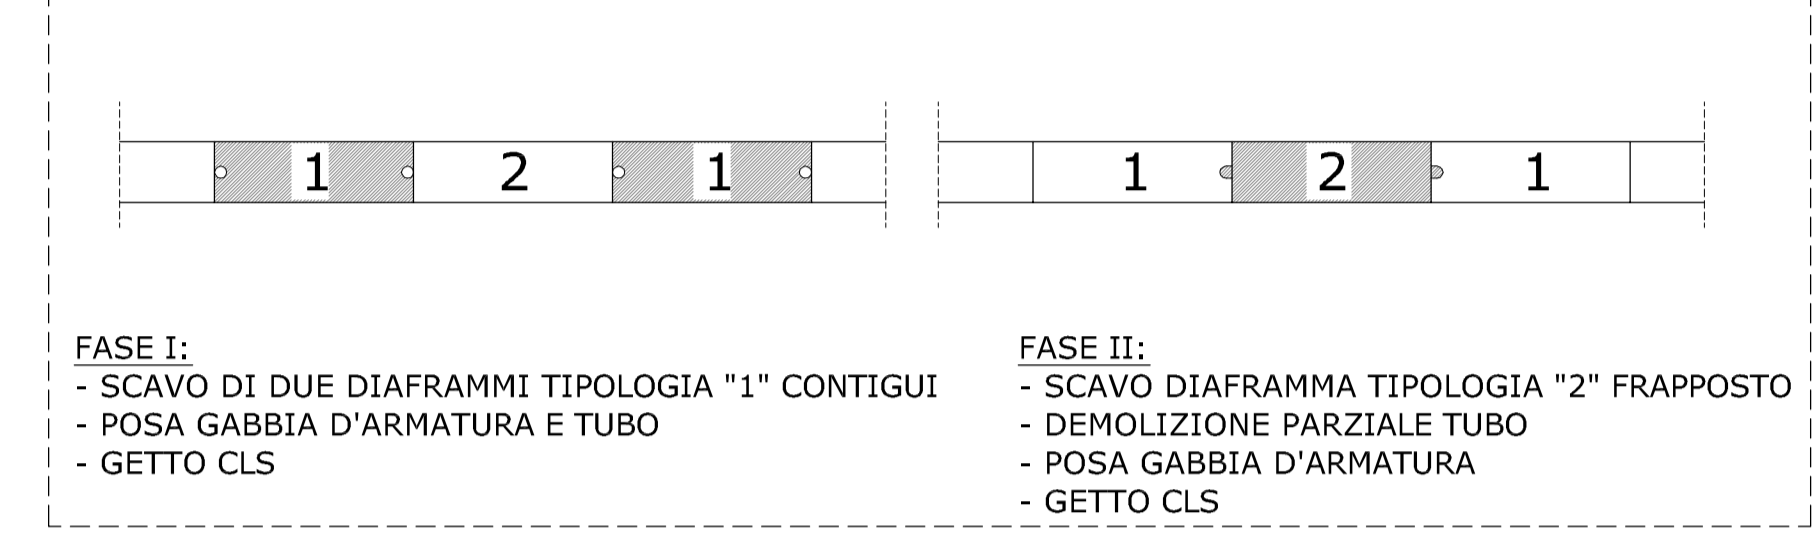 1 2 1
1 2 1
FASE I:
- SCAVO DI DUE DIAFRAMMI TIPOLOGIA "1" CONTIGUI
- POSA GABBIA D'ARMATURA E TUBO
- GETTO CLS
FASE II:
- SCAVO DIAFRAMMA TIPOLOGIA "2" FRAPPOSTO
- DEMOLIZIONE PARZIALE TUBO
- POSA GABBIA D'ARMATURA
- GETTO CLS